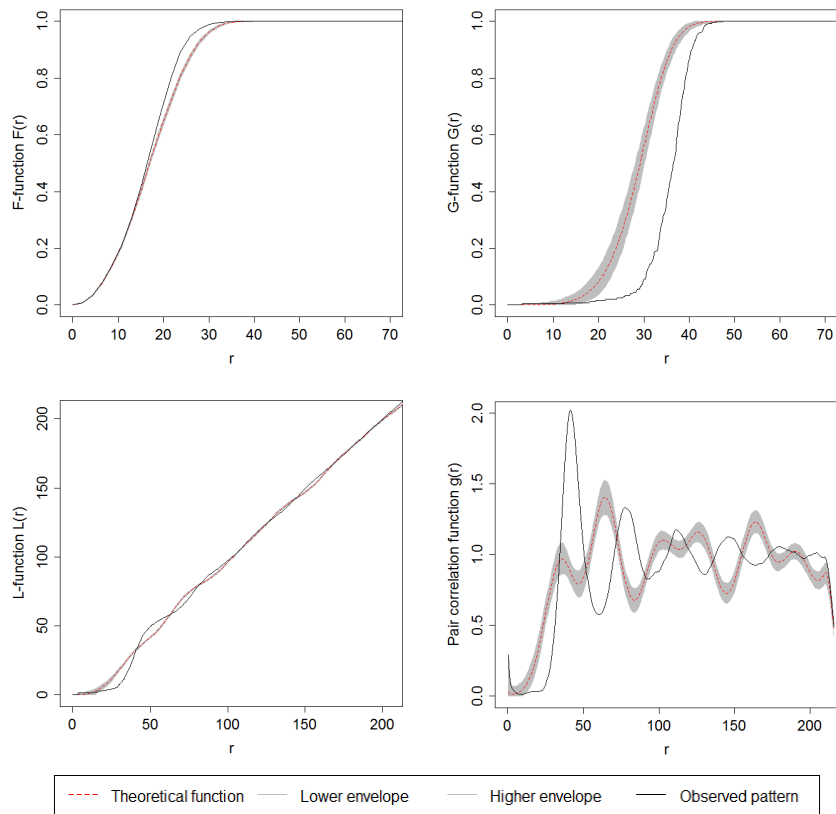 F-function F(r)
0.0 0.2 0.4 0.6 0.8 1.0
0 10 20 30 40 50 60 70
r
G-function G(r)
0.0 0.2 0.4 0.6 0.8 1.0
0 10 20 30 40 50 60 70
r
L-function L(r)
0 50 100 150 200
0 50 100 150 200
r
Pair correlation function g(r)
0.0 0.5 1.0 1.5 2.0
0 50 100 150 200
r
Theoretical function Lower envelope Higher envelope Observed pattern